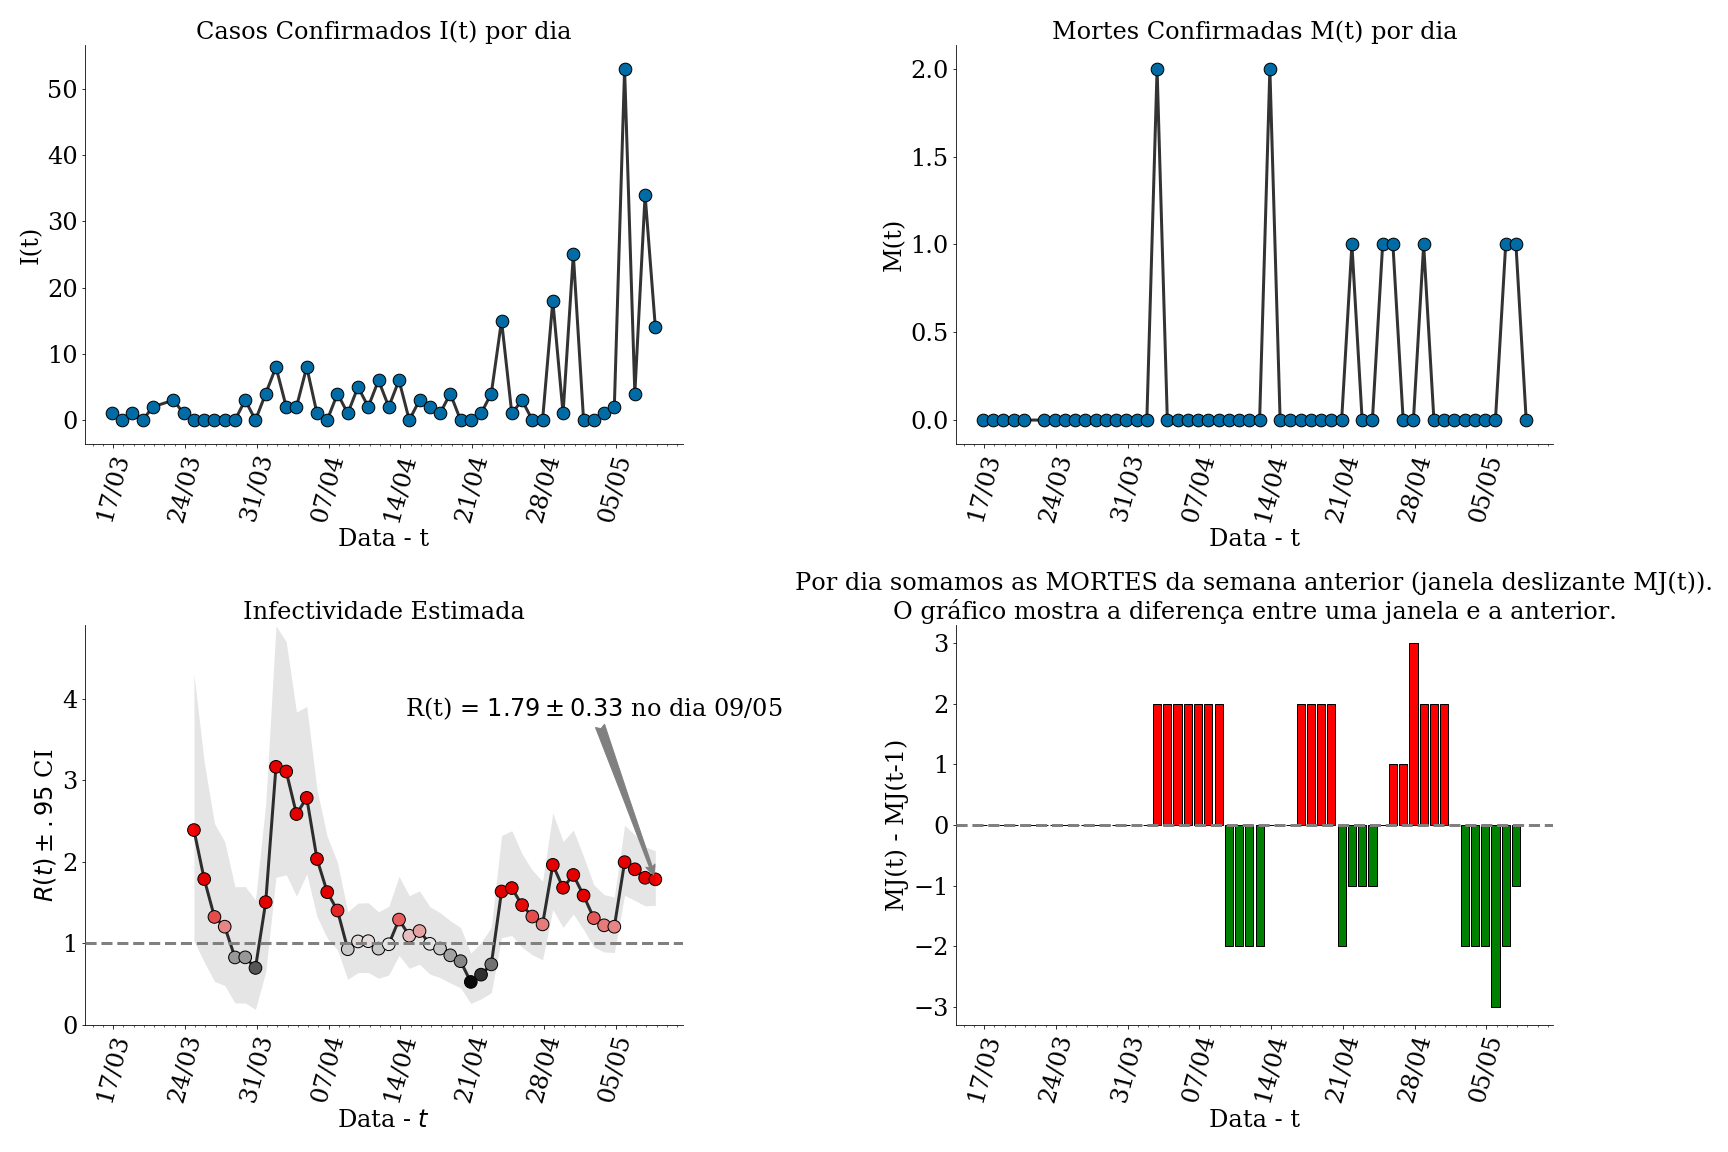 Casos Confirmados I(t) por dia
I(t)
50
40
30
20
10
0
17/03 24/03 31/03 07/04 14/04 21/04 28/04 05/05
Data - t
Mortes Confirmadas M(t) por dia
M(t)
2.0
1.5
1.0
0.5
0.0
17/03 24/03 31/03 07/04 14/04 21/04 28/04 05/05
Data - t
Infectividade Estimada
R(t) ± .95 CI
4
3
2
1
0
R(t) = 1.79 ± 0.33 no dia 09/05
17/03 24/03 31/03 07/04 14/04 21/04 28/04 05/05
Data - t
Por dia somamos as MORTES da semana anterior (janela deslizante MJ(t)).
O gráfico mostra a diferença entre uma janela e a anterior.
MJ(t) - MJ(t-1)
3
2
1
0
−1
−2
−3
17/03 24/03 31/03 07/04 14/04 21/04 28/04 05/05
Data - t